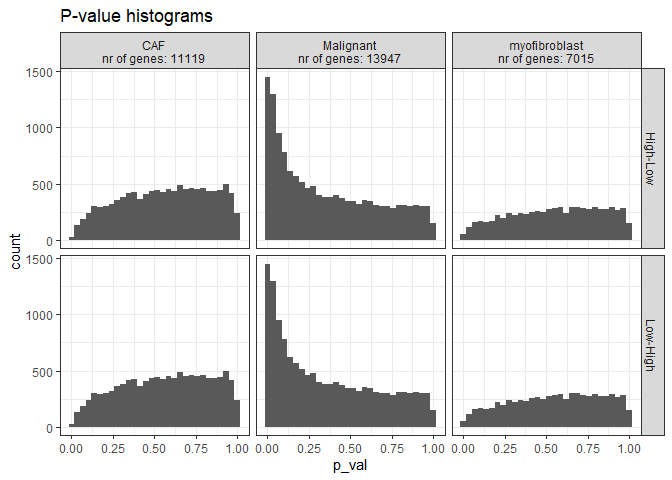 P-value histograms
CAF
nr of genes: 11119
Malignant
nr of genes: 13947
myofibroblast
nr of genes: 7015
1500
1000
500
0
High-Low
1500
1000
500
0
Low-High
count
0.00 0.25 0.50 0.75 1.00 0.00 0.25 0.50 0.75 1.00 0.00 0.25 0.50 0.75 1.00
p_val